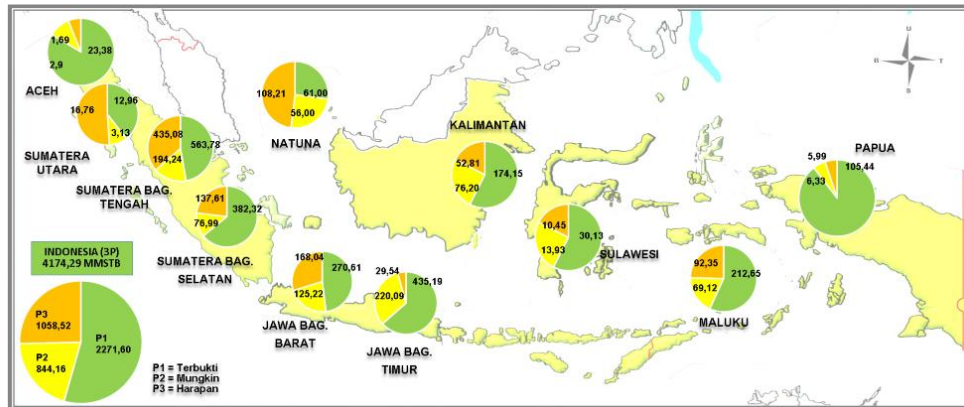 1,69
23,38
2,9
ACEH
16,76
12,96
3,13
SUMATERA
UTARA
435,08
563,78
194,24
SUMATERA BAG.
TENGAH
108,21
61,00
56,00
NATUNA
KALIMANTAN
52,81
174,15
76,20
137,61
382,32
76,99
SUMATERA BAG.
SELATAN
168,04
270,61
125,22
JAWA BAG.
BARAT
29,54
435,19
220,09
JAWA BAG.
TIMUR
10,45
30,13
13,93
SULAWESI
92,35
212,65
69,12
MALUKU
PAPUA
5,99
105,44
6,33
U
B
T
S
INDONESIA (3P)
4174,29 MMSTB
P3
1058,52
P1
2271,60
P2
844,16
P1 = Terbukti
P2 = Mungkin
P3 = Harapan